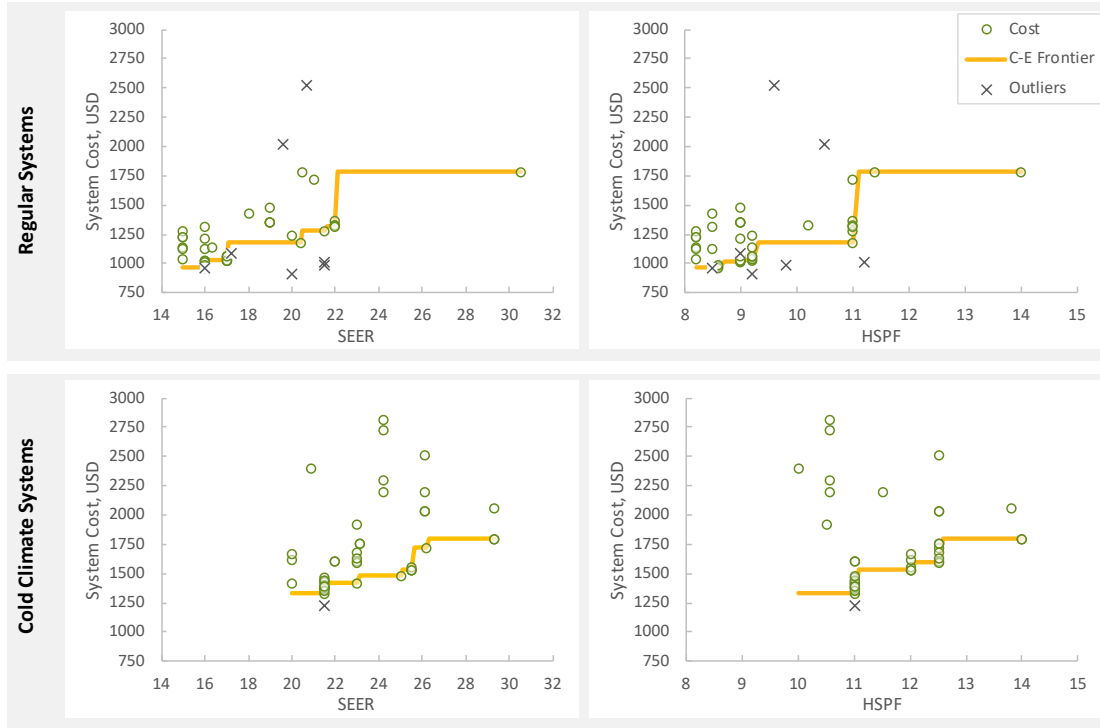 Regular Systems
System Cost, USD
3000
2750
2500
2250
2000
1750
1500
1250
1000
750
14 16 18 20 22 24 26 28 30 32
SEER
System Cost, USD
3000
2750
2500
2250
2000
1750
1500
1250
1000
750
8 9 10 11 12 13 14 15
HSPF
Cost
C-E Frontier
Outliers
Cold Climate Systems
System Cost, USD
3000
2750
2500
2250
2000
1750
1500
1250
1000
750
14 16 18 20 22 24 26 28 30 32
SEER
System Cost, USD
3000
2750
2500
2250
2000
1750
1500
1250
1000
750
8 9 10 11 12 13 14 15
HSPF